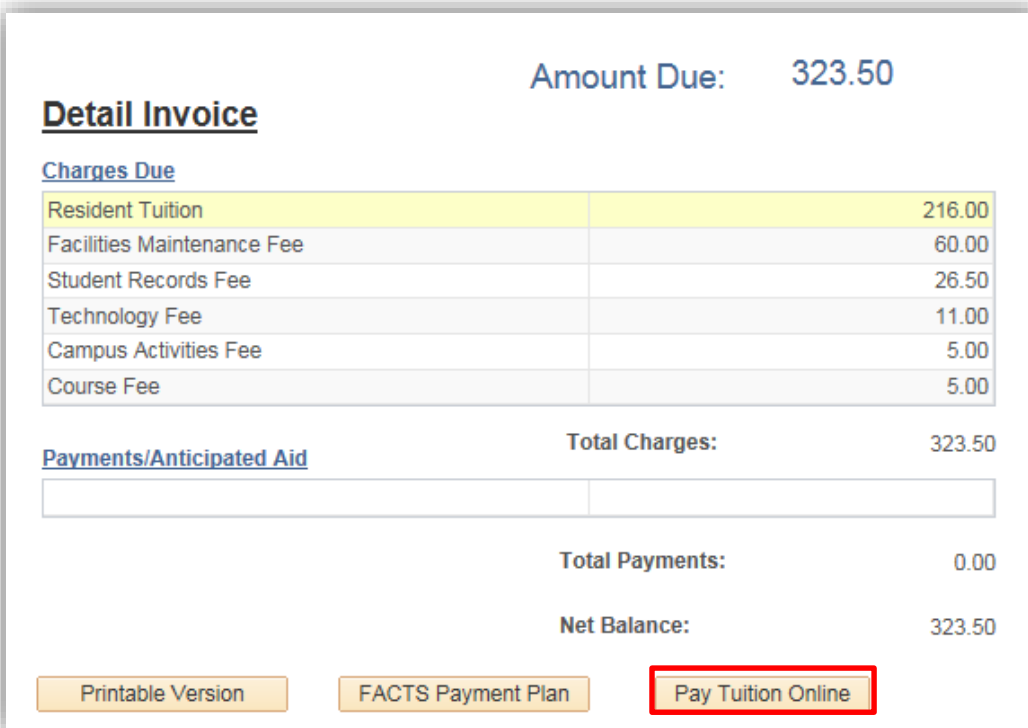 Amount Due: 323.50
Detail Invoice
Charges Due
Resident Tuition 216.00
Facilities Maintenance Fee 60.00
Student Records Fee 26.50
Technology Fee 11.00
Campus Activities Fee 5.00
Course Fee 5.00
Total Charges: 323.50
Payments/Anticipated Aid
Total Payments: 0.00
Net Balance: 323.50
Printable Version FACTS Payment Plan Pay Tuition Online